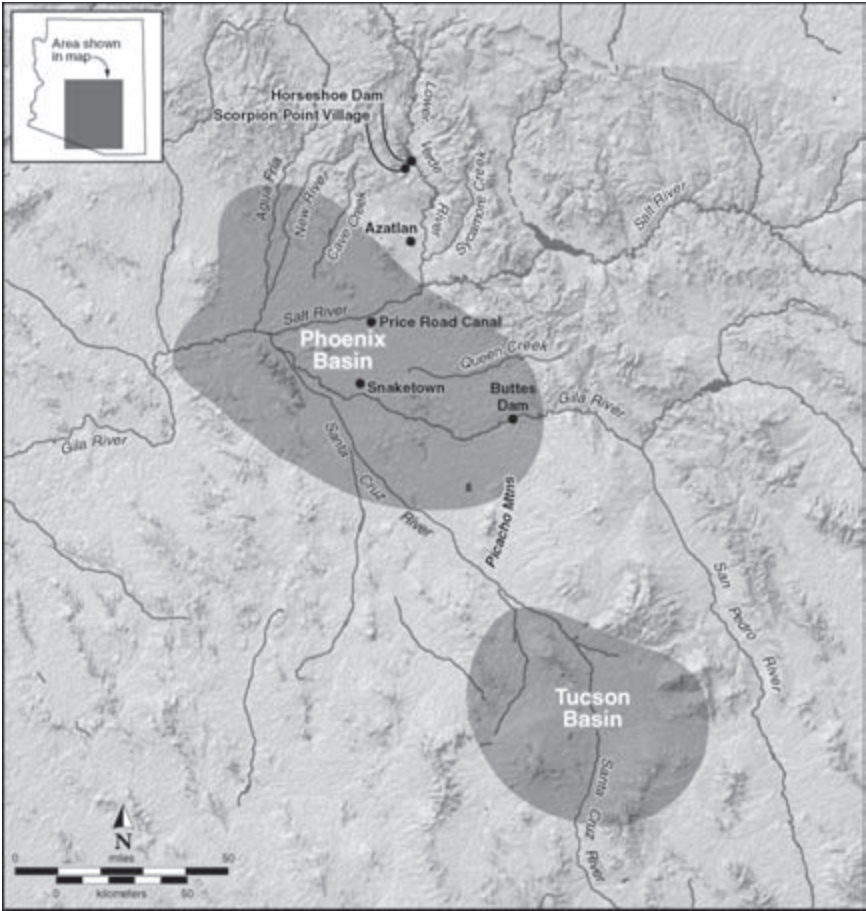 Area shown
in map
Horseshoe Dam
Scorpion Point Village
Lower
Verde
River
Agua Fria
New River
Cave Creek
Sycamore Creek
Salt River
Azatlan
Salt River
Price Road Canal
Phoenix
Basin
Queen Creek
Snaketown
Buttes
Dam
Gila River
Gila River
Santa
Cruz
River
Picacho Mtns
San
Pedro
River
Tucson
Basin
Santa
Cruz
River
N
0
miles
50
0
kilometers
50